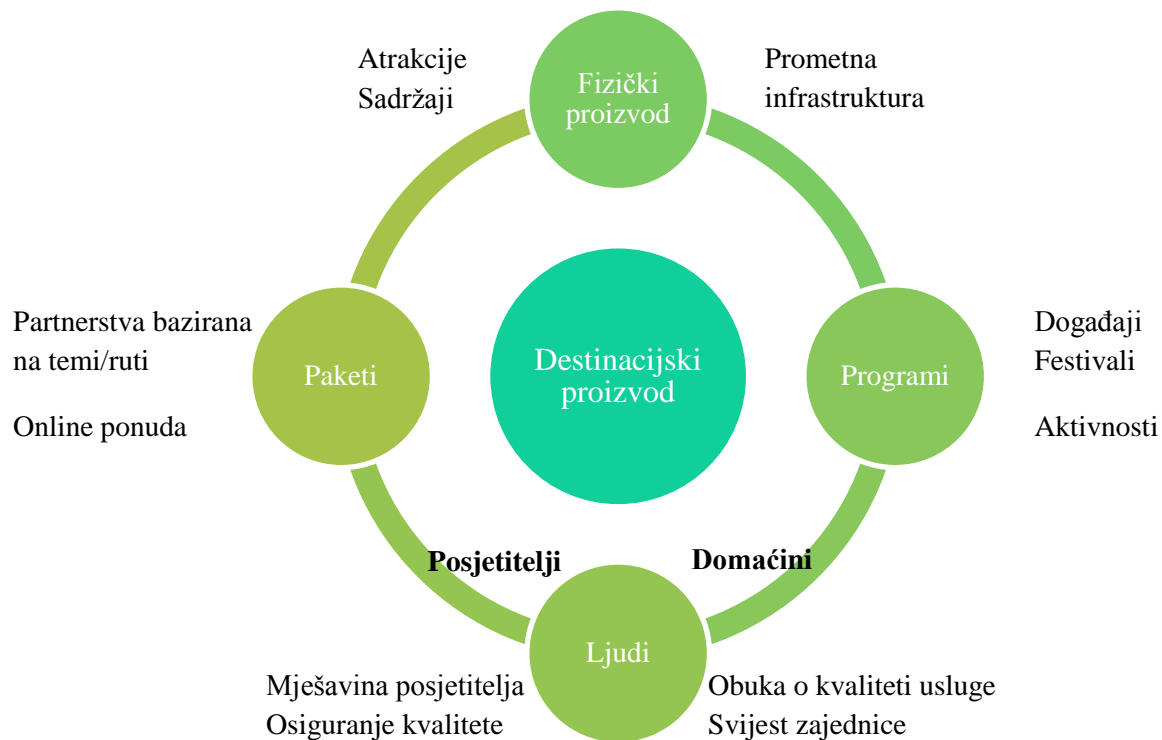 Atrakcije
Sadržaji
Fizički
proizvod
Prometna
infrastruktura
Partnerstva bazirana
na temi/ruti
Online ponuda
Paketi
Destinacijski
proizvod
Programi
Događaji
Festivali
Aktivnosti
Posjetitelji
Domaćini
Ljudi
Mješavina posjetitelja
Osiguranje kvalitete
Obuka o kvaliteti usluge
Svijest zajednice